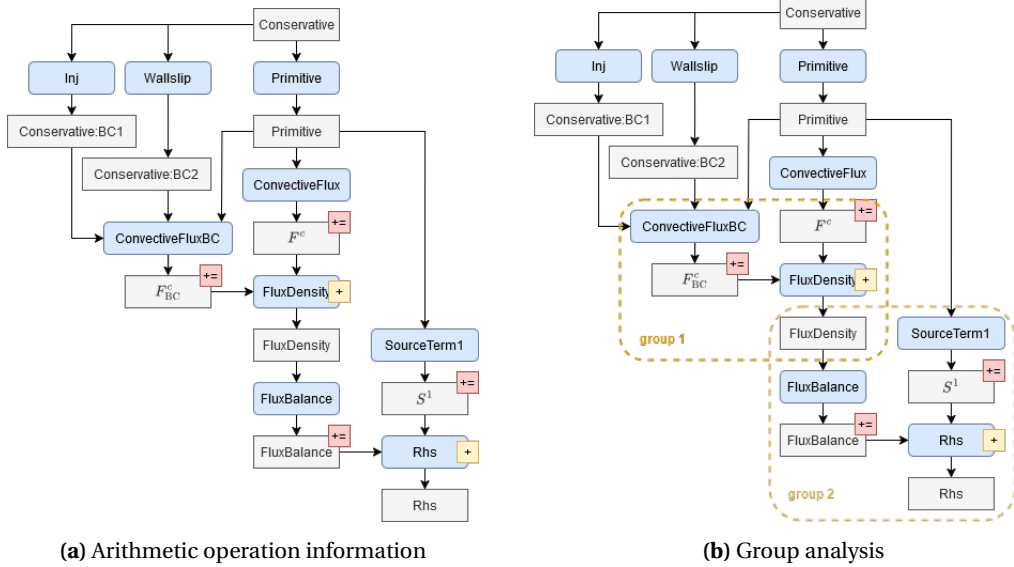 Conservative
Inj
Wallslip
Primitive
Conservative:BC1
Primitive
Conservative:BC2
ConvectiveFlux
ConvectiveFluxBC
F^c
+=
F^c_BC
+=
FluxDensity
+
FluxDensity
SourceTerm1
FluxBalance
S^1
+=
FluxBalance
+=
Rhs
+
Rhs
(a) Arithmetic operation information
Conservative
Inj
Wallslip
Primitive
Conservative:BC1
Primitive
Conservative:BC2
ConvectiveFlux
ConvectiveFluxBC
F^c
+=
F^c_BC
+=
FluxDensity
+
group 1
FluxDensity
SourceTerm1
FluxBalance
S^1
+=
FluxBalance
+=
Rhs
+
group 2
Rhs
(b) Group analysis